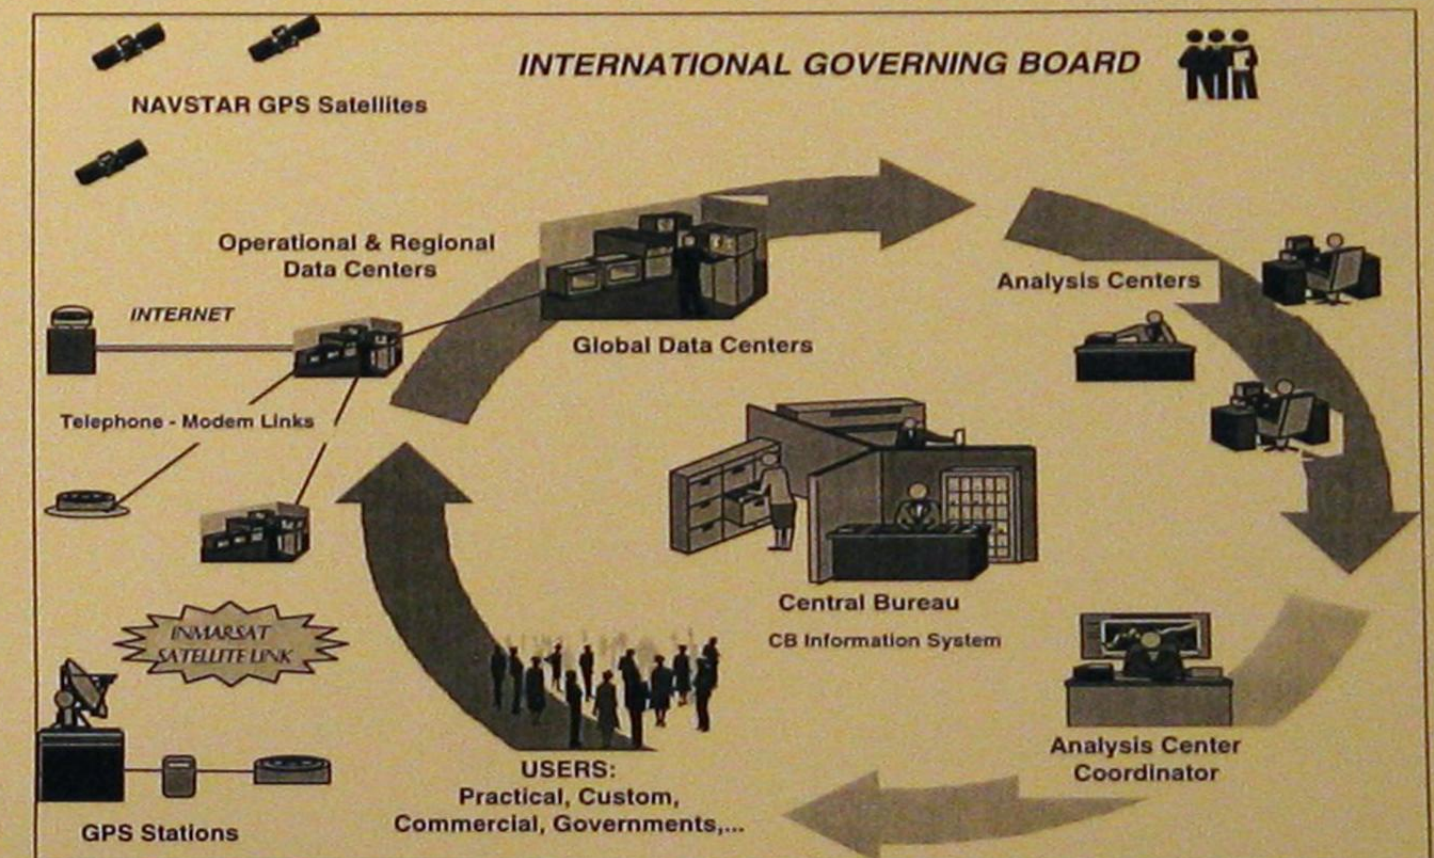 INTERNATIONAL GOVERNING BOARD
NAVSTAR GPS Satellites
Operational & Regional
Data Centers
INTERNET
Global Data Centers
Analysis Centers
Telephone - Modem Links
INMARSAT
SATELLITE LINK
Central Bureau
CB Information System
Analysis Center
Coordinator
USERS:
Practical, Custom,
Commercial, Governments,...
GPS Stations